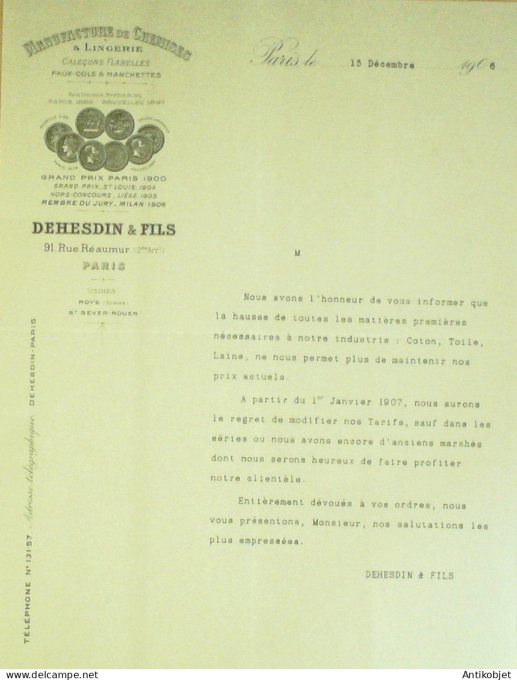 MANUFACTURE DE CHEMISES
& LINGERIE
CALEÇONS FLANELLES
FAUX-COLS & MANCHETTES
GRAND PRIX PARIS 1900
GRAND PRIX, ST LOUIS, 1904
HORS-CONCOURS, LIÈGE 1905
MEMBRE DU JURY, MILAN 1906
DEHESDIN & FILS
91, Rue Réaumur (2me Arrt)
PARIS
USINES
ROYE (SOMME)
ST SEVER-ROUEN
TÉLÉPHONE No 131-57 Adresse télégraphique DEHESDIN-PARIS
Paris, le 15 Décembre 1906
M
Nous avons l'honneur de vous informer que
la hausse de toutes les matières premières
nécessaires à notre industrie : Coton, Toile,
Laine, ne nous permet plus de maintenir nos
prix actuels.
A partir du 1er Janvier 1907, nous aurons
le regret de modifier nos Tarifs, sauf dans les
séries ou nous avons encore d'anciens marchés
dont nous serons heureux de faire profiter
notre clientèle.
Entièrement dévoués à vos ordres, nous
vous présentons, Monsieur, nos salutations les
plus empressées.
DEHESDIN & FILS
Antikobjet